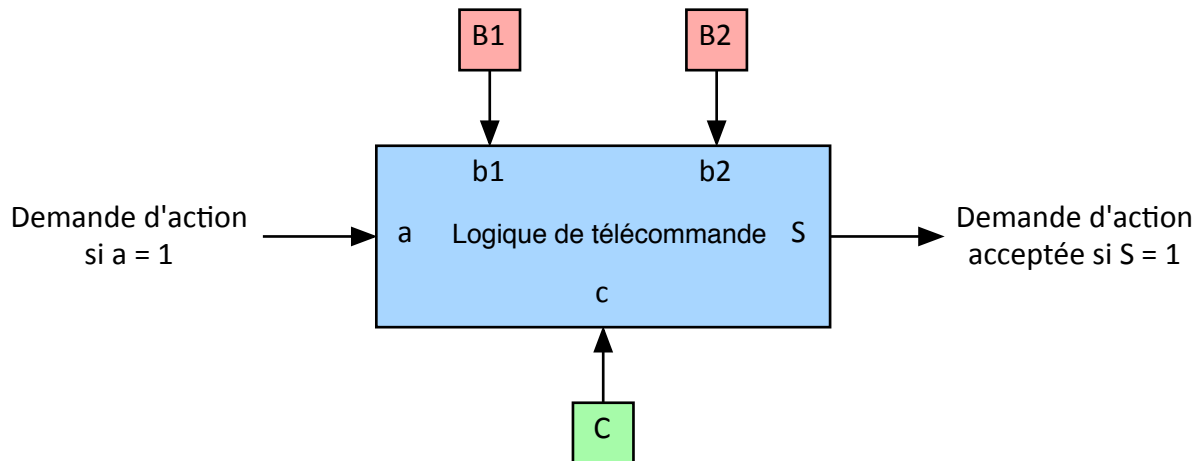 B1
B2
b1
b2
Demande d'action
si a = 1
a
Logique de télécommande
S
Demande d'action
acceptée si S = 1
c
C